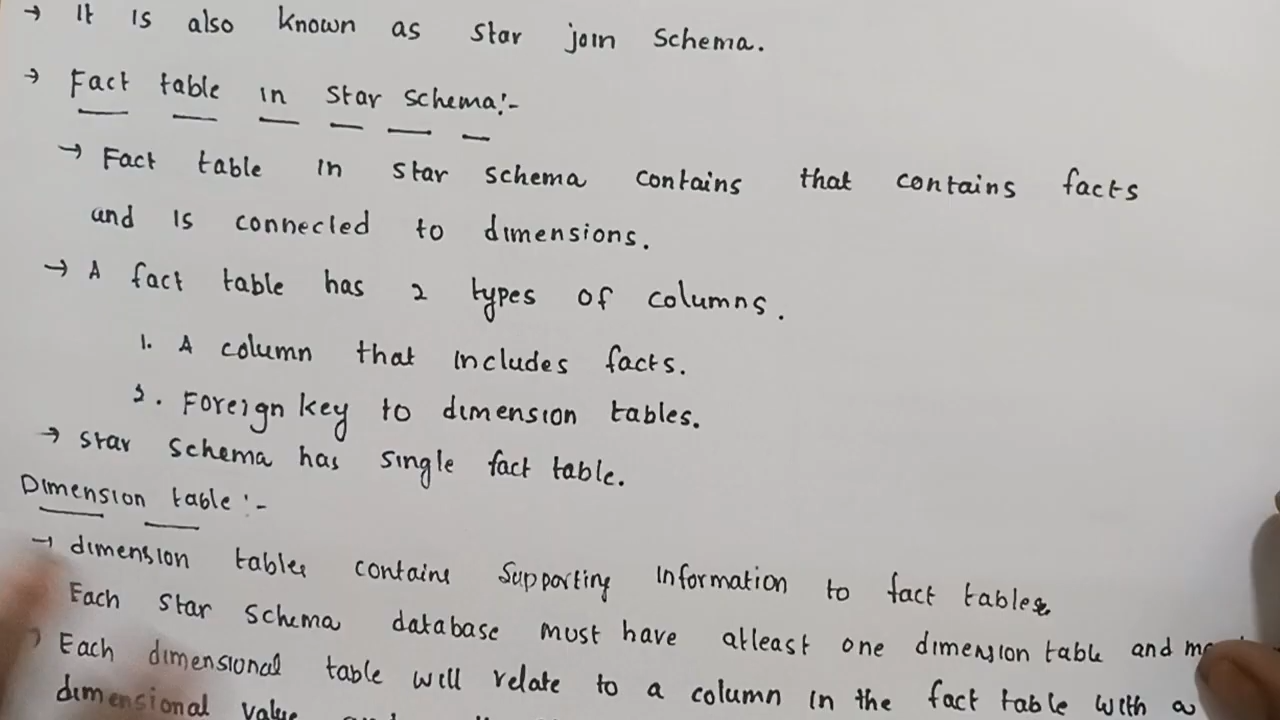 → It is also known as star join schema.
→ Fact table in star schema:-
→ Fact table in star schema contains that contains facts
and is connected to dimensions.
→ A fact table has 2 types of columns.
1. A column that includes facts.
2. Foreign key to dimension tables.
→ star schema has single fact table.
Dimension table:-
→ dimension tables contains supporting information to fact tables
Each star schema database must have atleast one dimension table and
Each dimensional table will relate to a column in the fact table with a
dimensional value